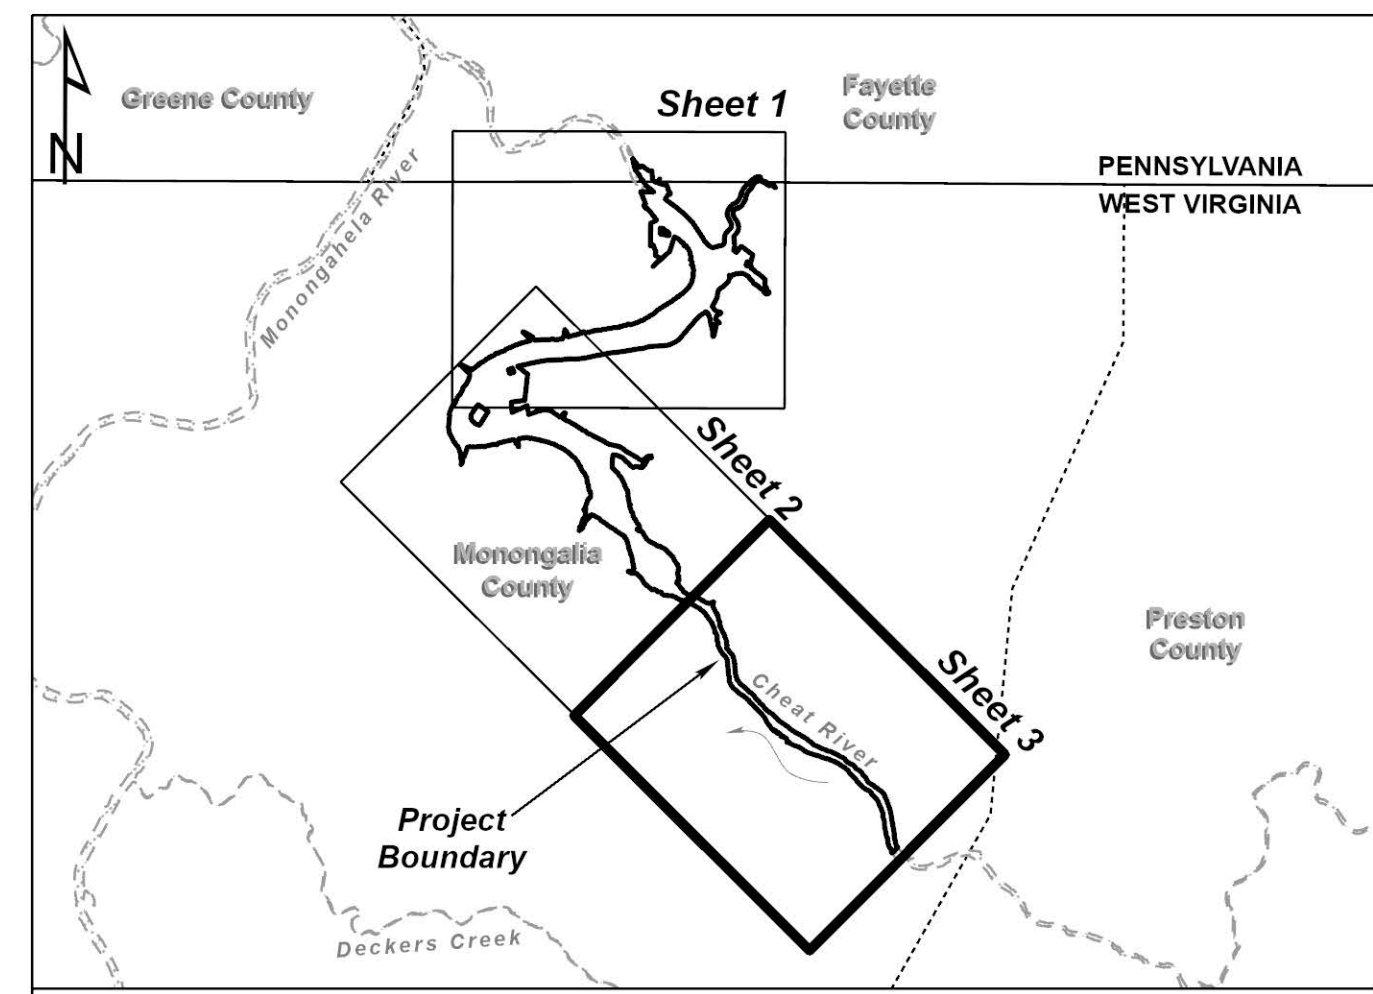 Sheet 1
Fayette
County
Greene County
N
PENNSYLVANIA
WEST VIRGINIA
Monongahela River
Sheet 2
Monongalia
County
Preston
County
Sheet 3
Cheat River
Project
Boundary
Deckers Creek